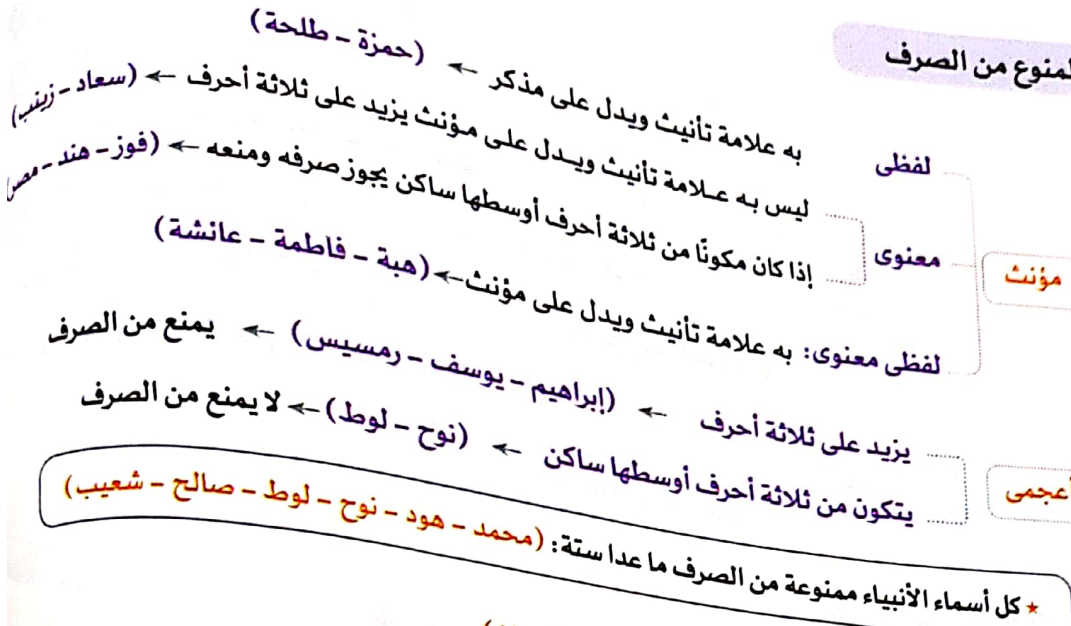 لمنوع من الصرف
مؤنث
لفظى به علامة تأنيث ويدل على مذكر ← (حمزة - طلحة)
معنوى
ليس به علامة تأنيث ويدل على مؤنث يزيد على ثلاثة أحرف ← (سعاد - زينب)
إذا كان مكونًا من ثلاثة أحرف أوسطها ساكن يجوز صرفه ومنعه ← (فوز - هند - مصر
لفظى معنوى: به علامة تأنيث ويدل على مؤنث ← (هبة - فاطمة - عائشة)
أعجمى
يزيد على ثلاثة أحرف ← (إبراهيم - يوسف - رمسيس) ← يمنع من الصرف
يتكون من ثلاثة أحرف أوسطها ساكن ← (نوح - لوط) ← لا يمنع من الصرف
★ كل أسماء الأنبياء ممنوعة من الصرف ما عدا ستة: (محمد - هود - نوح - لوط - صالح - شعيب)